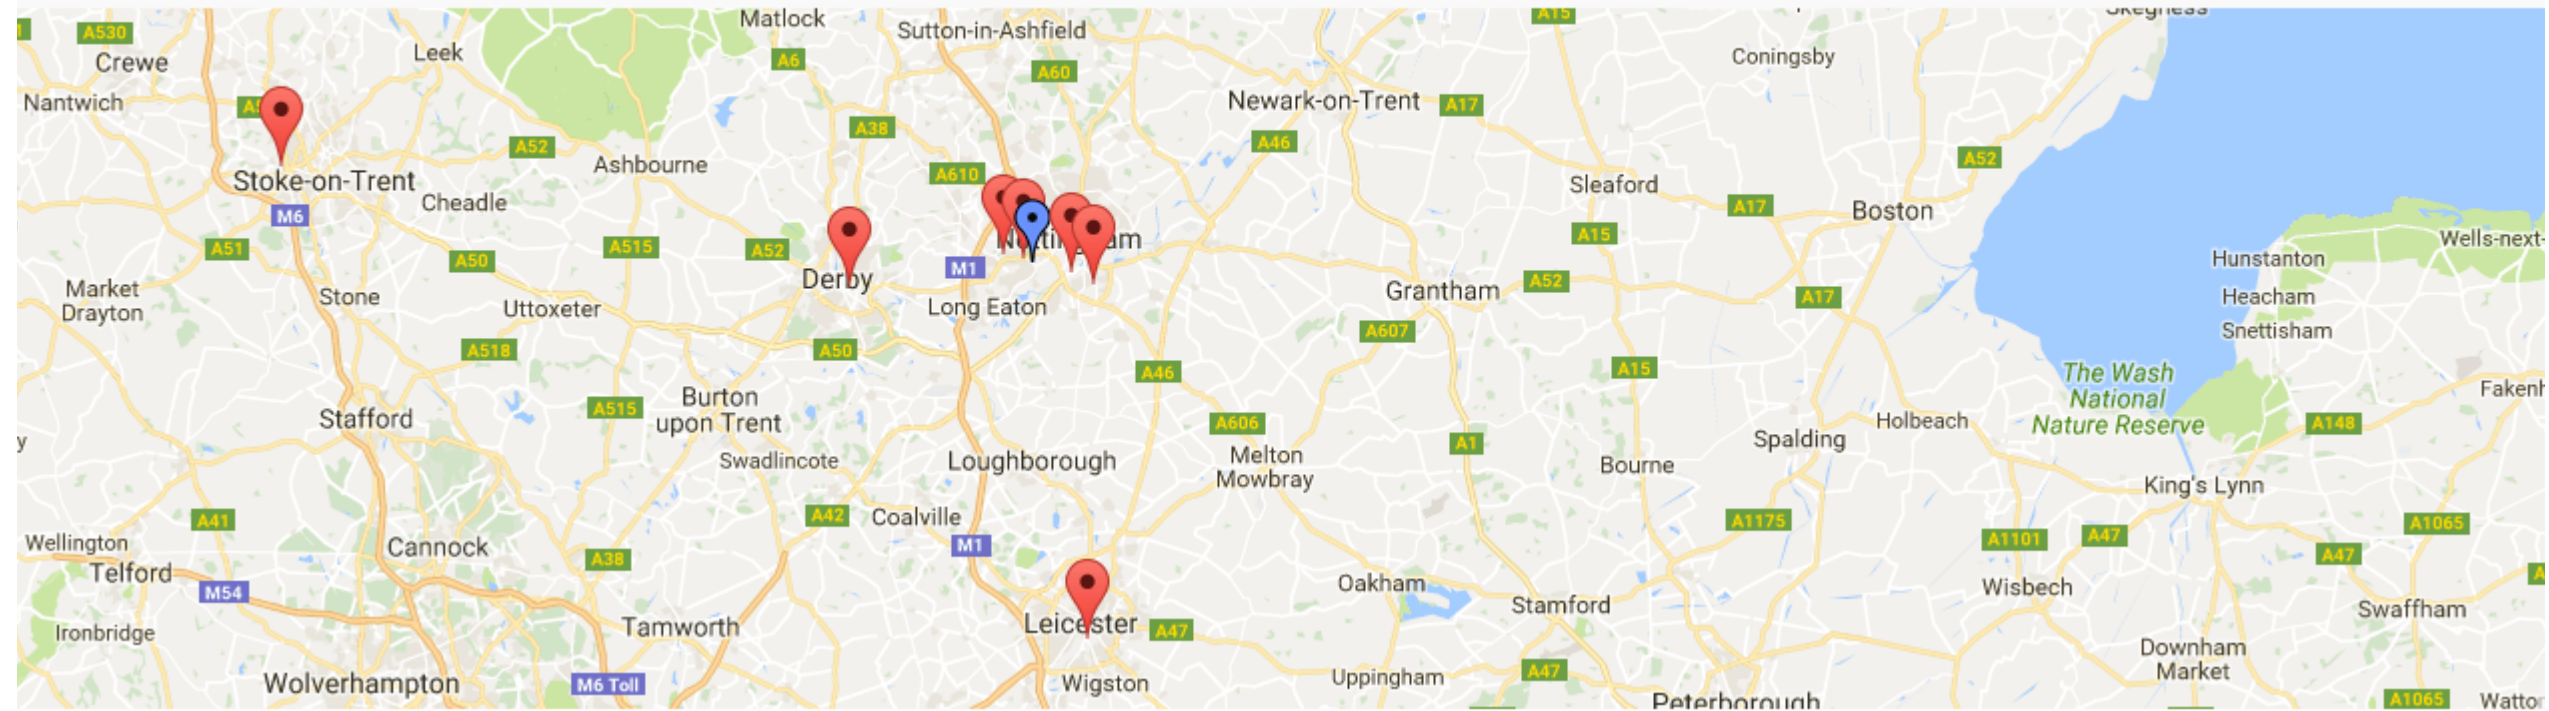 Matlock
Skegness
A530
Sutton-in-Ashfield
A15
Crewe
Leek
A6
A60
Coningsby
Nantwich
Newark-on-Trent
A17
A38
A46
A52
Ashbourne
A610
A52
Stoke-on-Trent
Cheadle
Sleaford
A17
Boston
M6
A51
A50
A515
A52
Derby
M1
A15
Wells-next-
Hunstanton
Market
Drayton
Stone
Uttoxeter
Long Eaton
Grantham
A52
A17
Heacham
Snettisham
A607
A518
A50
A46
A15
The Wash
National
Nature Reserve
Stafford
A515
Burton
upon Trent
A606
A1
Holbeach
A148
Swadlincote
Loughborough
Melton
Mowbray
Bourne
Spalding
King's Lynn
A41
A42
Coalville
A1175
A1065
Wellington
Telford
Cannock
A38
M1
A1101
A47
A47
M54
Oakham
Stamford
Wisbech
Swaffham
Ironbridge
Tamworth
Leicester
A47
Wolverhampton
M6 Toll
Wigston
Uppingham
A47
Peterborough
Downham
Market
A1065